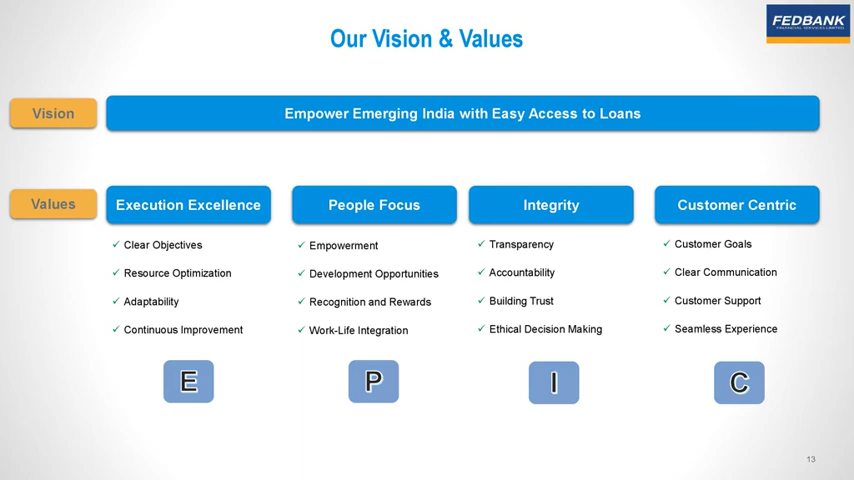 Our Vision & Values
FEDBANK
FINANCIAL SERVICES LIMITED
Vision
Empower Emerging India with Easy Access to Loans
Values
Execution Excellence
People Focus
Integrity
Customer Centric
✓ Clear Objectives
✓ Resource Optimization
✓ Adaptability
✓ Continuous Improvement
✓ Empowerment
✓ Development Opportunities
✓ Recognition and Rewards
✓ Work-Life Integration
✓ Transparency
✓ Accountability
✓ Building Trust
✓ Ethical Decision Making
✓ Customer Goals
✓ Clear Communication
✓ Customer Support
✓ Seamless Experience
E
P
I
C
13